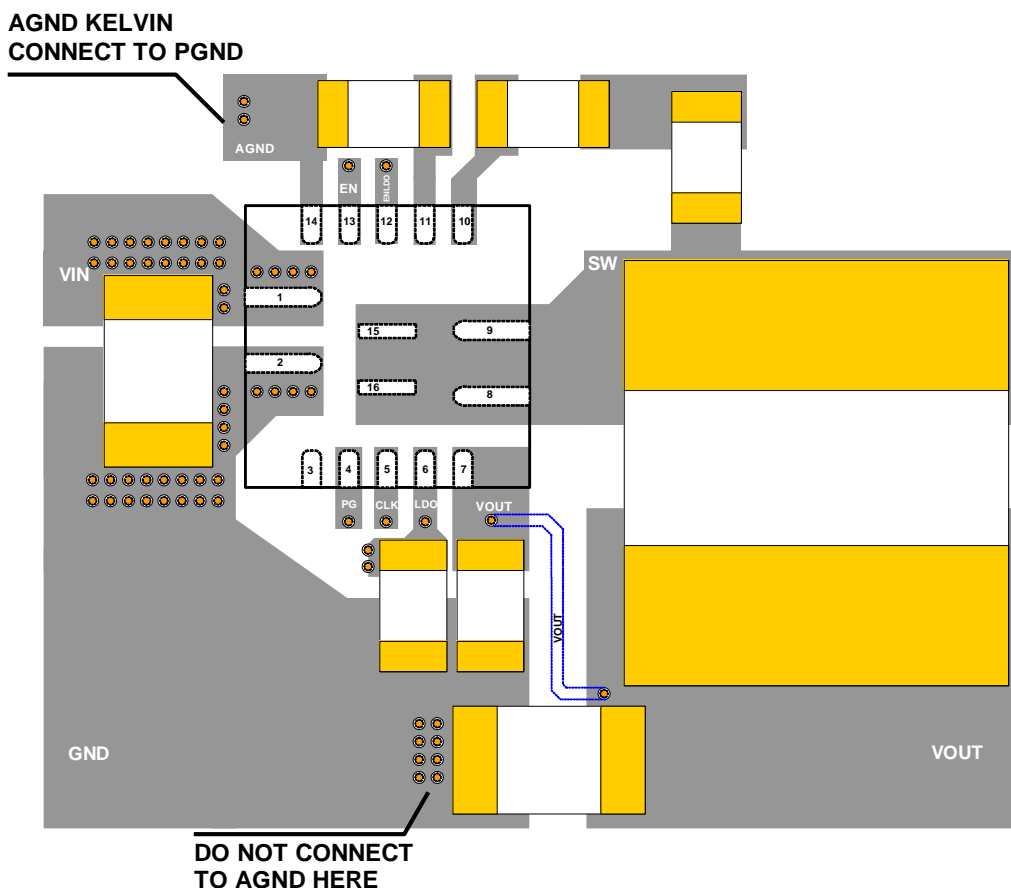 AGND KELVIN
CONNECT TO PGND
AGND
EN
ENLDO
14
13
12
11
10
VIN
SW
1
15
9
2
16
8
3
4
5
6
7
PG
CLK
LDO
VOUT
VOUT
GND
VOUT
DO NOT CONNECT
TO AGND HERE